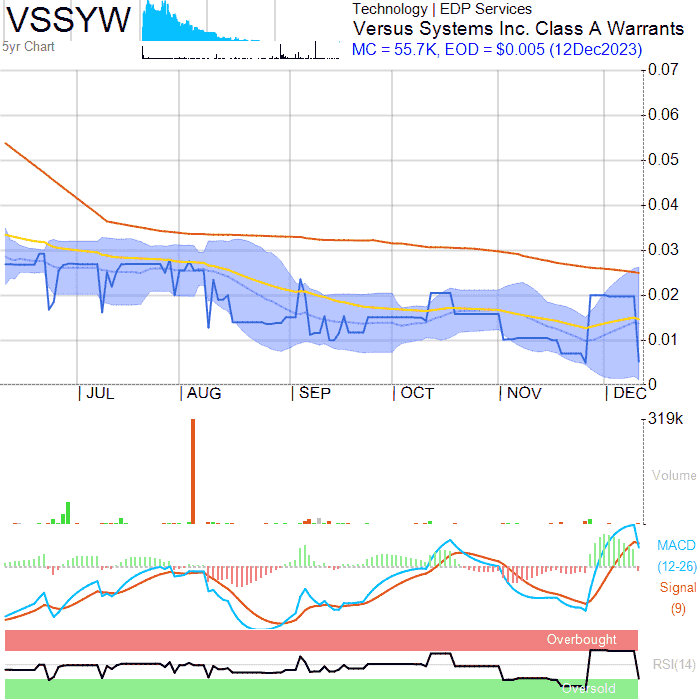 VSSYW
5yr Chart
Technology | EDP Services
Versus Systems Inc. Class A Warrants
MC = 55.7K, EOD = $0.005 (12Dec2023)
0.07
0.06
0.05
0.04
0.03
0.02
0.01
0
JUL AUG SEP OCT NOV DEC
319k
Volume
MACD
(12-26)
Signal
(9)
Overbought
RSI(14)
Oversold